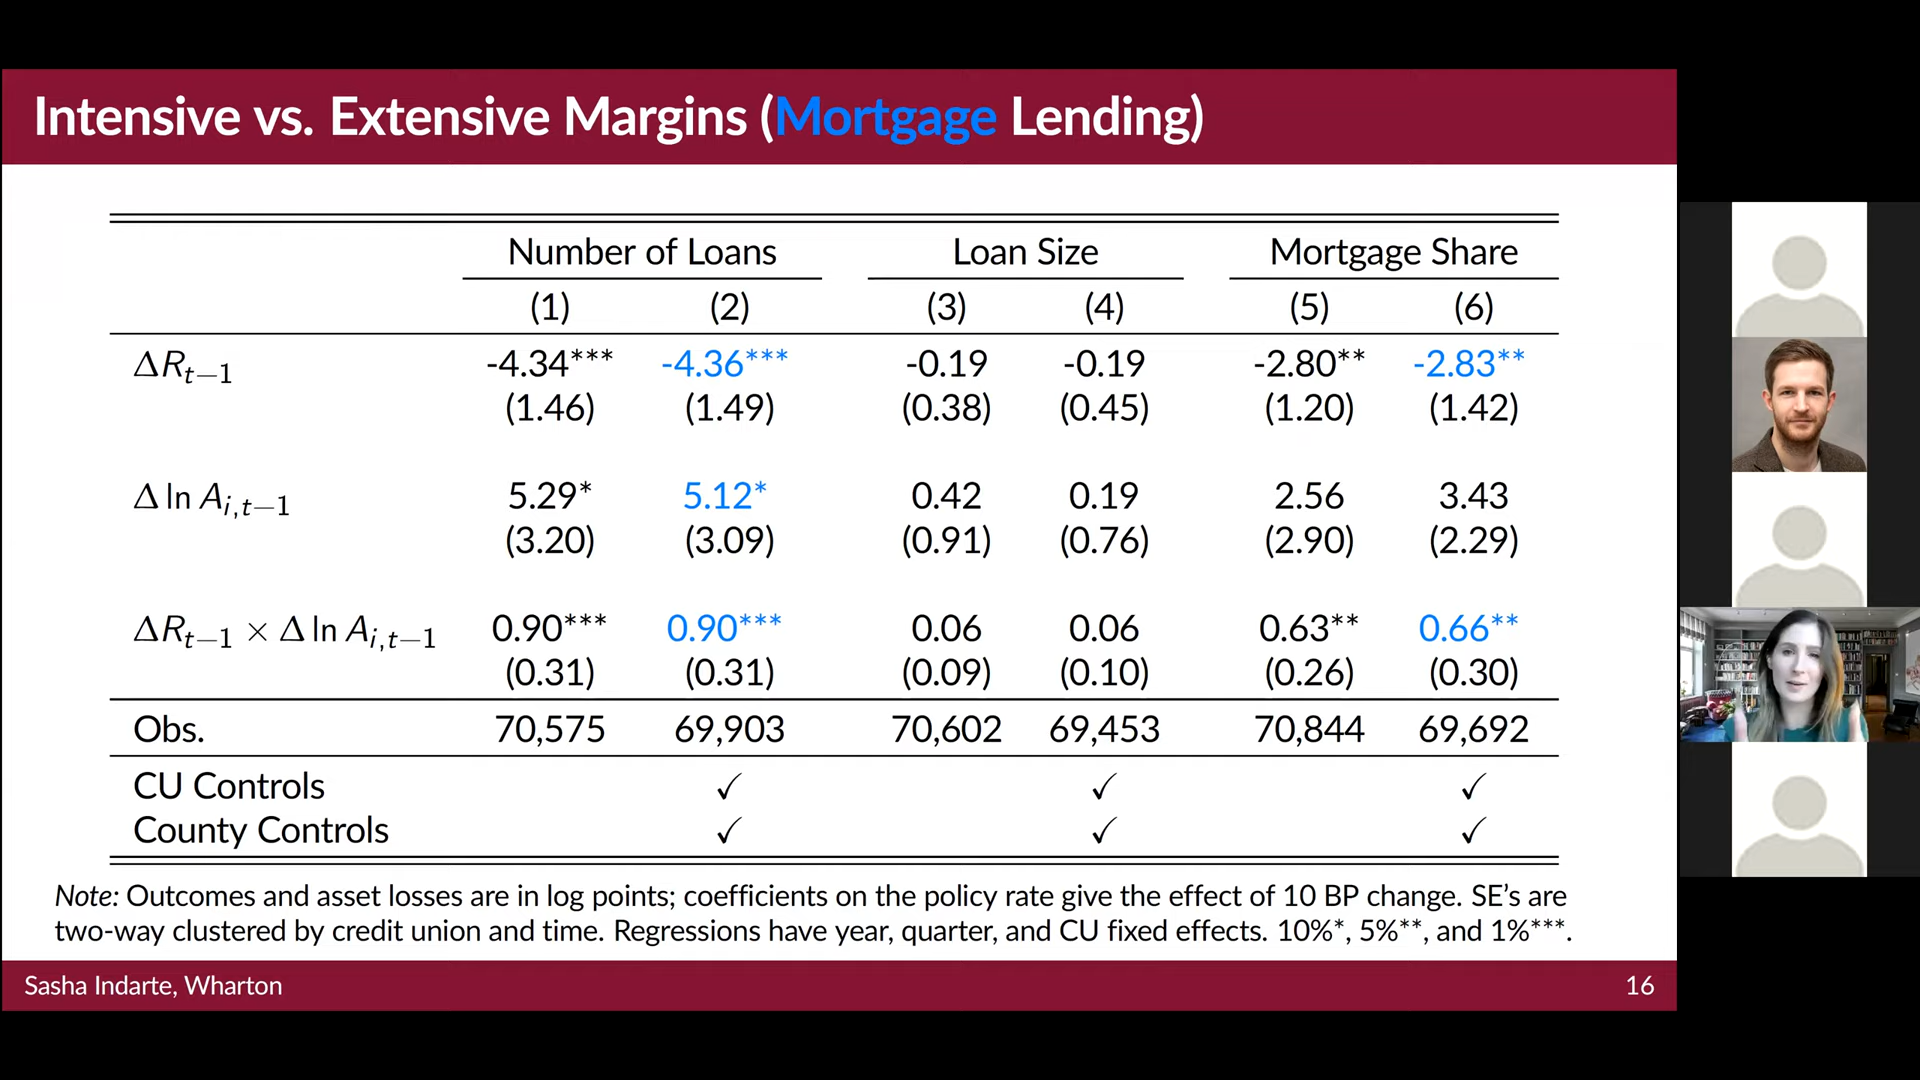 Intensive vs. Extensive Margins (Mortgage Lending)
Number of Loans Loan Size Mortgage Share
(1) (2) (3) (4) (5) (6)
ΔR_{t−1} -4.34*** -4.36*** -0.19 -0.19 -2.80** -2.83**
(1.46) (1.49) (0.38) (0.45) (1.20) (1.42)
Δ ln A_{i,t−1} 5.29* 5.12* 0.42 0.19 2.56 3.43
(3.20) (3.09) (0.91) (0.76) (2.90) (2.29)
ΔR_{t−1} × Δ ln A_{i,t−1} 0.90*** 0.90*** 0.06 0.06 0.63** 0.66**
(0.31) (0.31) (0.09) (0.10) (0.26) (0.30)
Obs. 70,575 69,903 70,602 69,453 70,844 69,692
CU Controls ✓ ✓ ✓
County Controls ✓ ✓ ✓
Note: Outcomes and asset losses are in log points; coefficients on the policy rate give the effect of 10 BP change. SE’s are
two-way clustered by credit union and time. Regressions have year, quarter, and CU fixed effects. 10%*, 5%**, and 1%***.
Sasha Indarte, Wharton 16